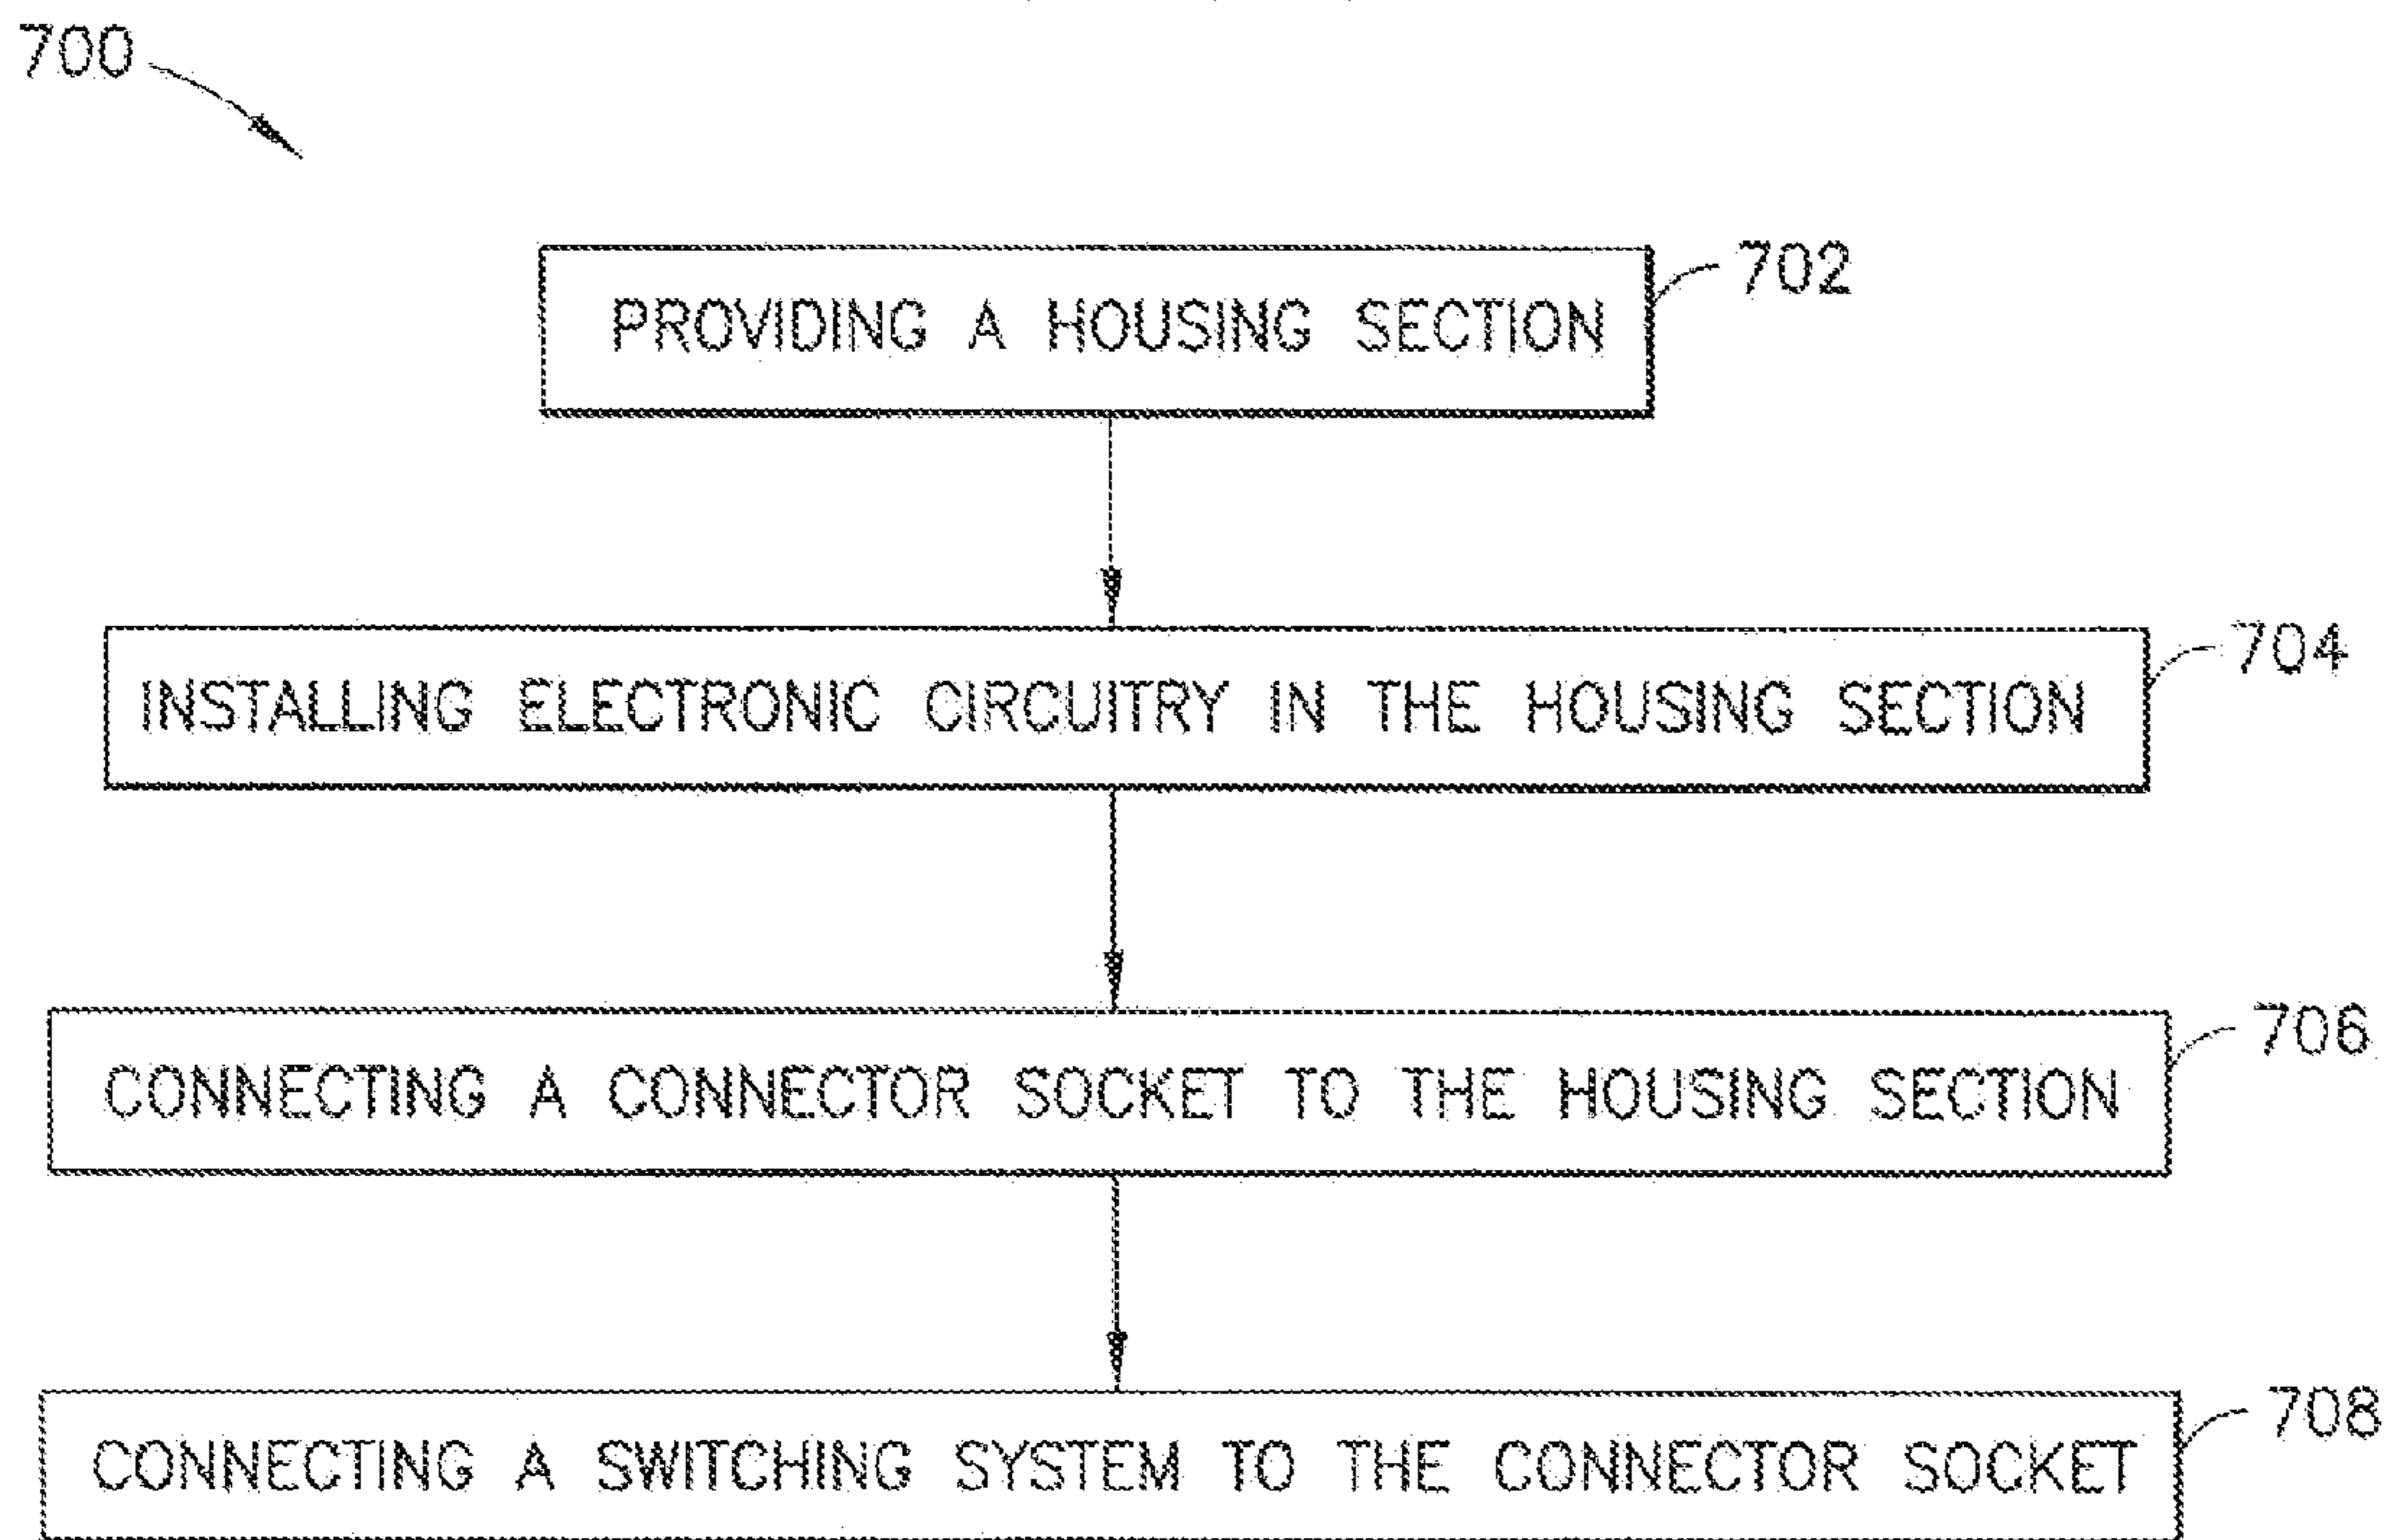 700
PROVIDING A HOUSING SECTION
702
INSTALLING ELECTRONIC CIRCUITRY IN THE HOUSING SECTION
704
CONNECTING A CONNECTOR SOCKET TO THE HOUSING SECTION
706
CONNECTING A SWITCHING SYSTEM TO THE CONNECTOR SOCKET
708